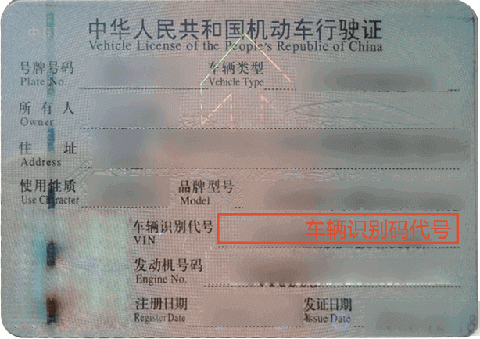 中华人民共和国机动车行驶证
Vehicle License of the People's Republic of China
号牌号码 车辆类型
Plate No. Vehicle Type
所有人
Owner
住址
Address
使用性质 品牌型号
Use Character Model
车辆识别代号 车辆识别码代号
VIN
发动机号码
Engine No.
注册日期 发证日期
Register Date Issue Date